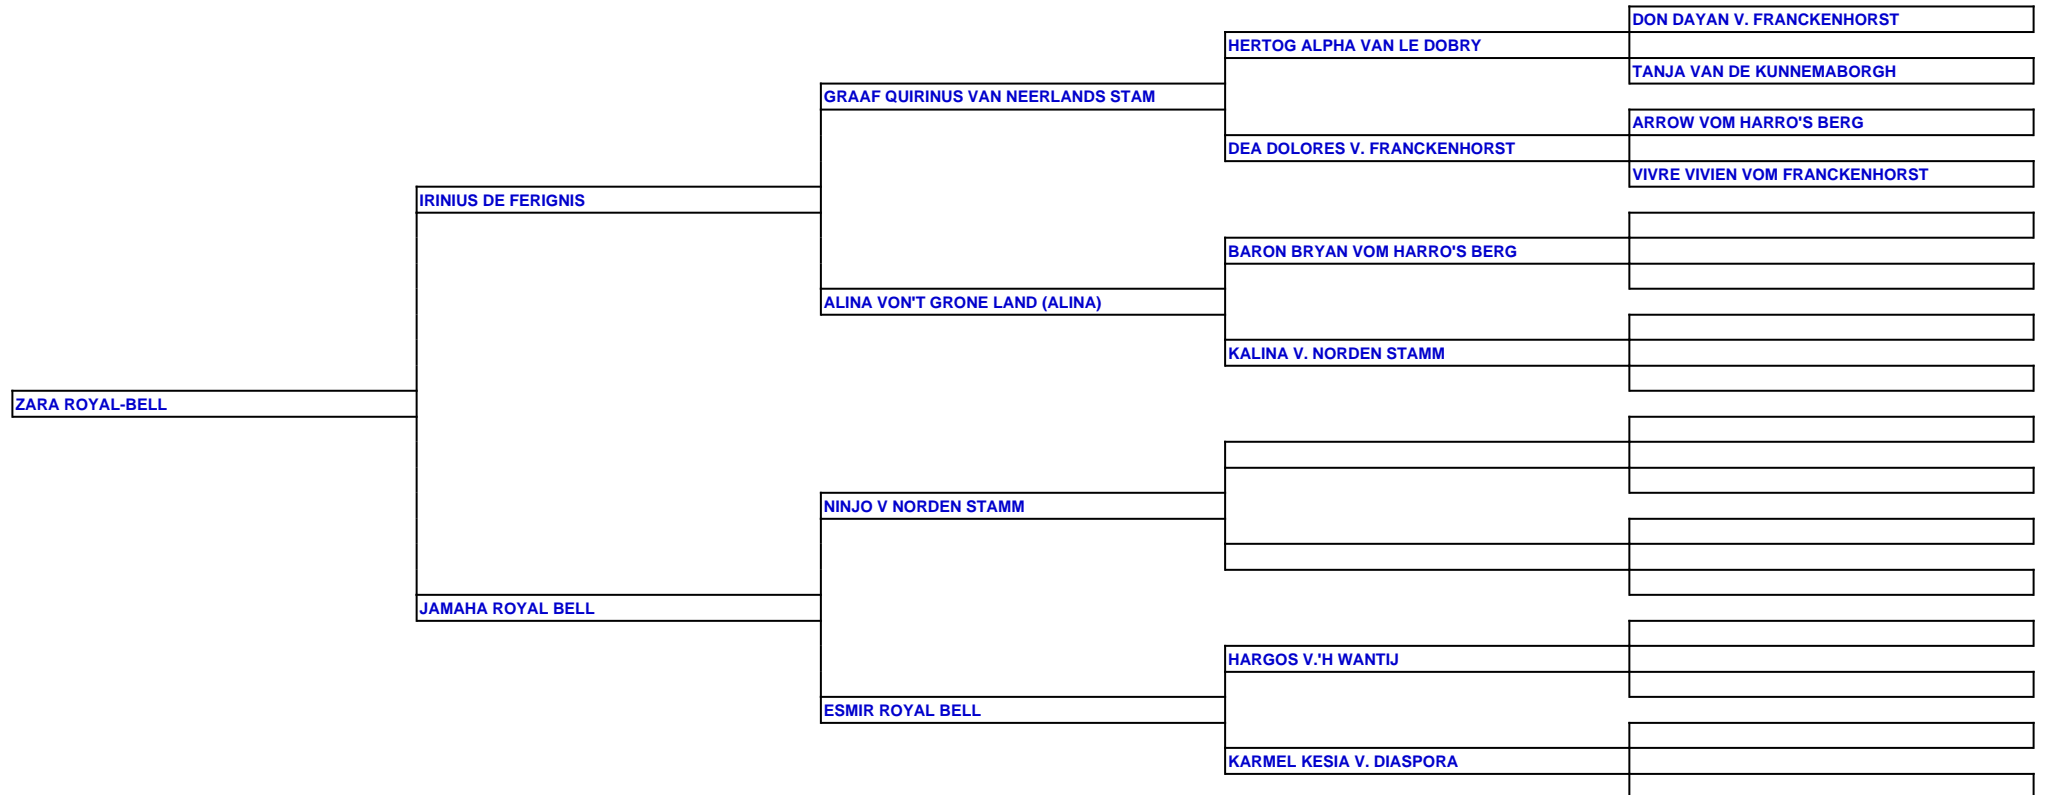 DON DAYAN V. FRANCKENHORST
HERTOG ALPHA VAN LE DOBRY
TANJA VAN DE KUNNEMABORGH
GRAAF QUIRINUS VAN NEERLANDS STAM
ARROW VOM HARRO'S BERG
DEA DOLORES V. FRANCKENHORST
VIVRE VIVIEN VOM FRANCKENHORST
IRINIUS DE FERIGNIS
BARON BRYAN VOM HARRO'S BERG
ALINA VON'T GRONE LAND (ALINA)
KALINA V. NORDEN STAMM
ZARA ROYAL-BELL
NINJO V NORDEN STAMM
JAMAHA ROYAL BELL
HARGOS V.'H WANTIJ
ESMIR ROYAL BELL
KARMEL KESIA V. DIASPORA